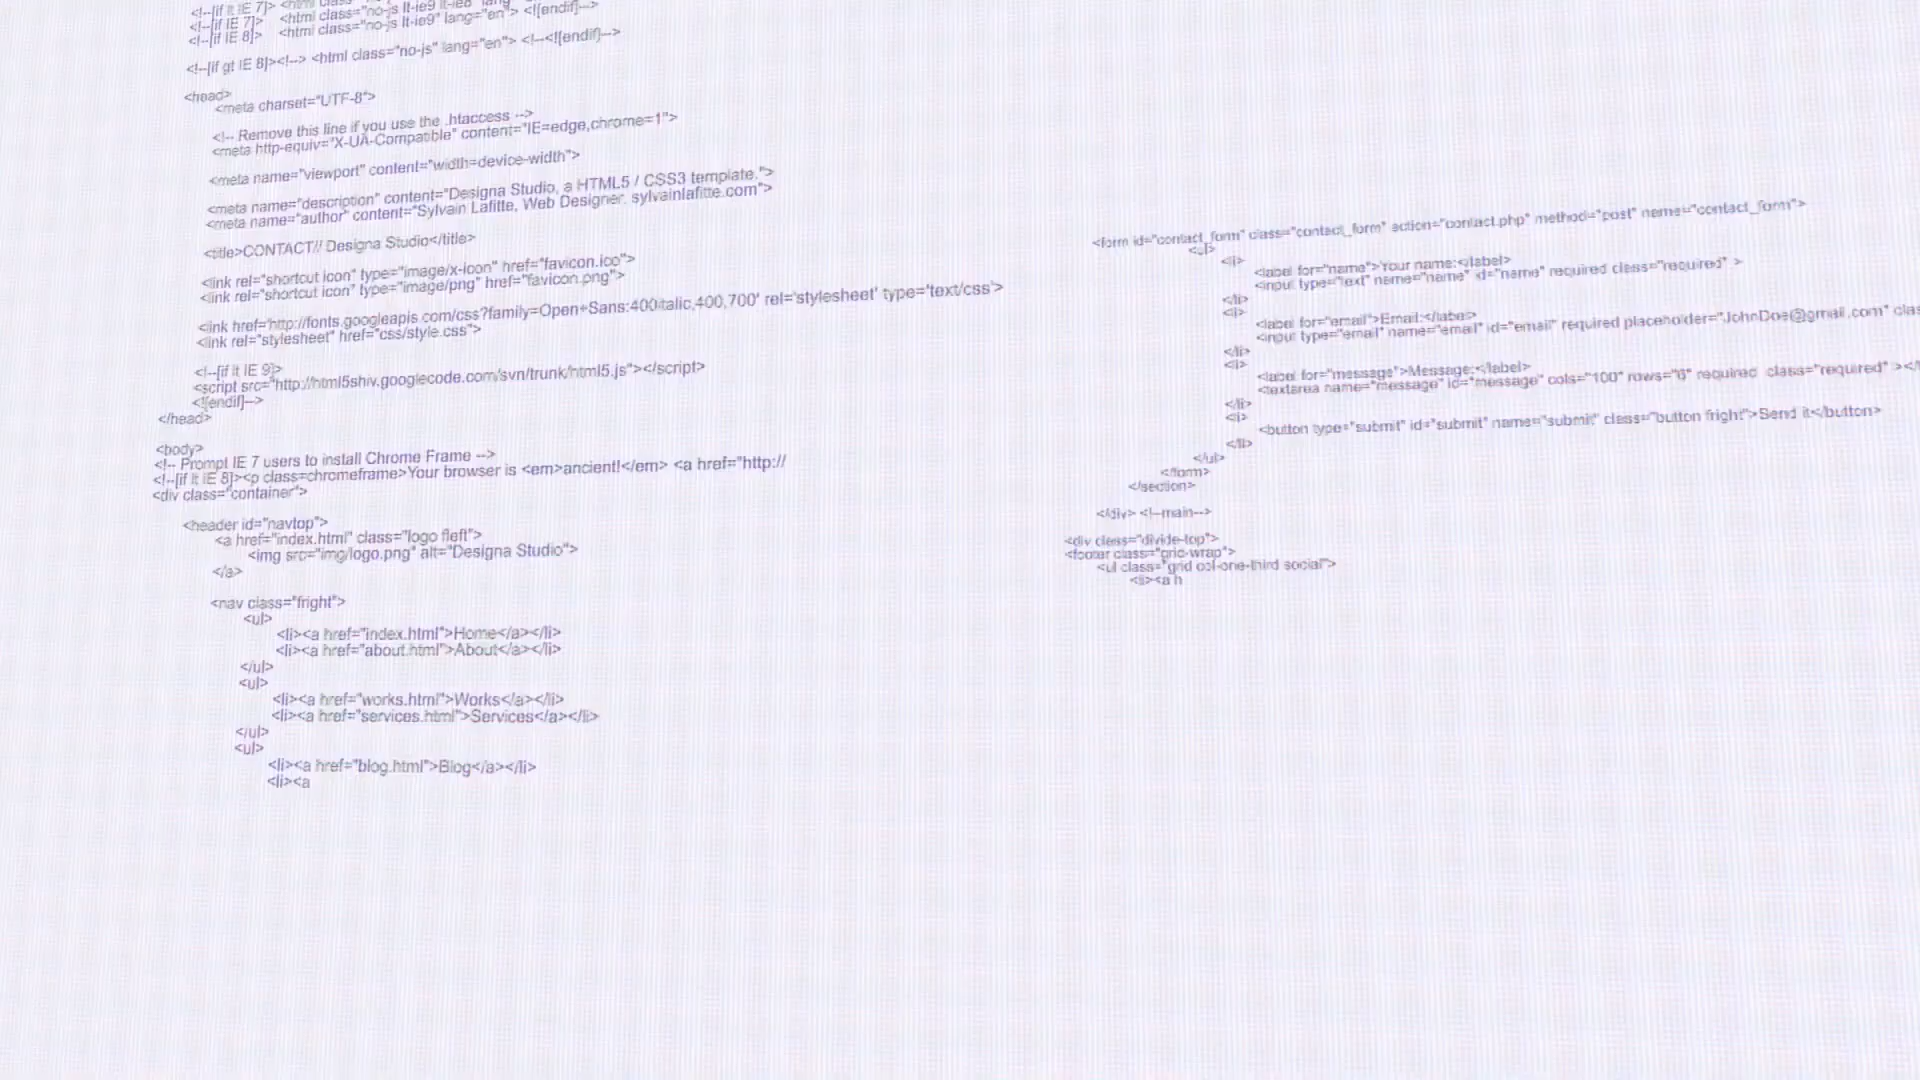 <!--[if lt IE 7]> <html class="no-js lt-ie9 lt-ie8
<!--[if IE 7]> <html class="no-js lt-ie9 lt-ie8" lang=
<!--[if IE 8]> <html class="no-js lt-ie9" lang="en"> <![endif]-->
<!--[if gt IE 8]><!--> <html class="no-js" lang="en"> <!--<![endif]-->
<head>
<meta charset="UTF-8">
<!-- Remove this line if you use the .htaccess -->
<meta http-equiv="X-UA-Compatible" content="IE=edge,chrome=1">
<meta name="viewport" content="width=device-width">
<meta name="description" content="Designa Studio, a HTML5 / CSS3 template.">
<meta name="author" content="Sylvain Lafitte, Web Designer, sylvainlafitte.com">
<title>CONTACT// Designa Studio</title>
<link rel="shortcut icon" type="image/x-icon" href="favicon.ico">
<link rel="shortcut icon" type="image/png" href="favicon.png">
<link href='http://fonts.googleapis.com/css?family=Open+Sans:400italic,400,700' rel='stylesheet' type='text/css'>
<link rel="stylesheet" href="css/style.css">
<!--[if lt IE 9]>
<script src="http://html5shiv.googlecode.com/svn/trunk/html5.js"></script>
<![endif]-->
</head>
<body>
<!-- Prompt IE 7 users to install Chrome Frame -->
<!--[if lt IE 8]><p class=chromeframe>Your browser is <em>ancient!</em> <a href="http://
<div class="container">
<header id="navtop">
<a href="index.html" class="logo fleft">
<img src="img/logo.png" alt="Designa Studio">
</a>
<nav class="fright">
<ul>
<li><a href="index.html">Home</a></li>
<li><a href="about.html">About</a></li>
</ul>
<ul>
<li><a href="works.html">Works</a></li>
<li><a href="services.html">Services</a></li>
</ul>
<ul>
<li><a href="blog.html">Blog</a></li>
<li><a
<form id="contact_form" class="contact_form" action="contact.php" method="post" name="contact_form">
<ul>
<li>
<label for="name">Your name:</label>
<input type="text" name="name" id="name" required class="required" >
</li>
<li>
<label for="email">Email:</label>
<input type="email" name="email" id="email" required placeholder="JohnDoe@gmail.com" clas
</li>
<li>
<label for="message">Message:</label>
<textarea name="message" id="message" cols="100" rows="6" required class="required" ></
</li>
<li>
<button type="submit" id="submit" name="submit" class="button fright">Send it</button>
</li>
</ul>
</form>
</section>
</div> <!--main-->
<div class="divide-top">
<footer class="grid-wrap">
<ul class="grid col-one-third social">
<li><a h